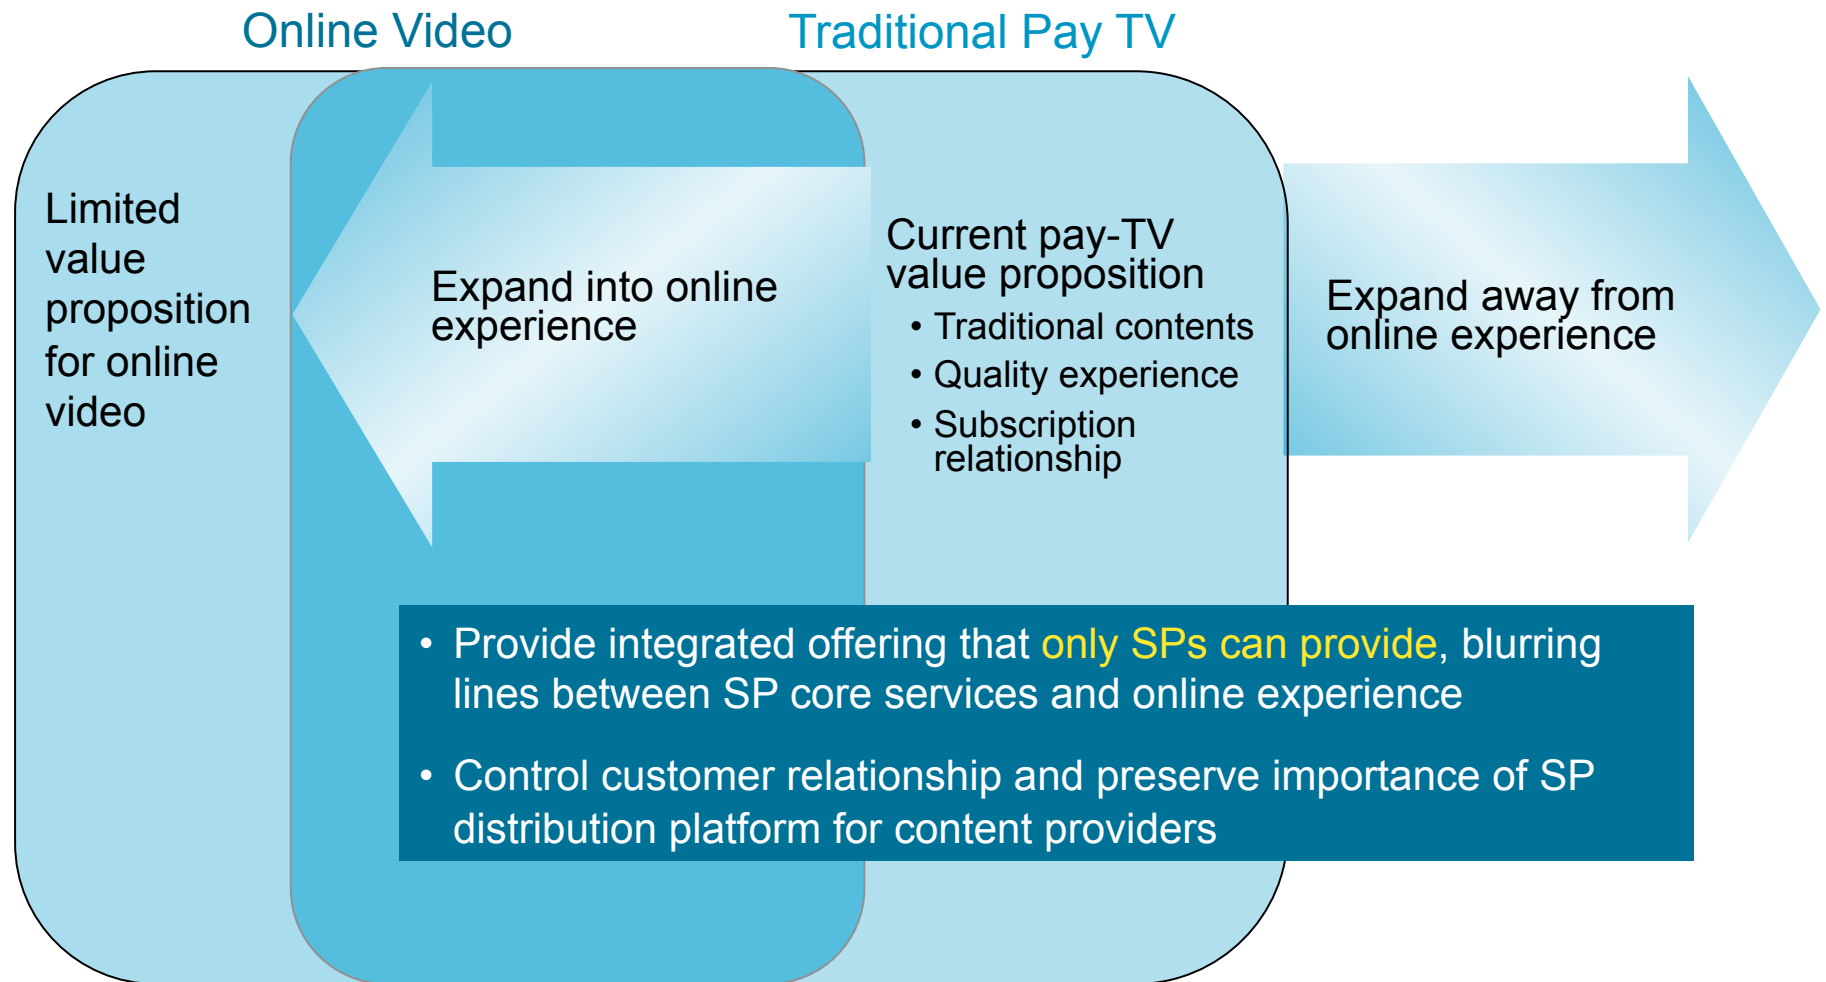 Online Video
Traditional Pay TV
Limited
value
proposition
for online
video
Expand into online
experience
Current pay-TV
value proposition
• Traditional contents
• Quality experience
• Subscription
relationship
Expand away from
online experience
• Provide integrated offering that only SPs can provide, blurring
lines between SP core services and online experience
• Control customer relationship and preserve importance of SP
distribution platform for content providers